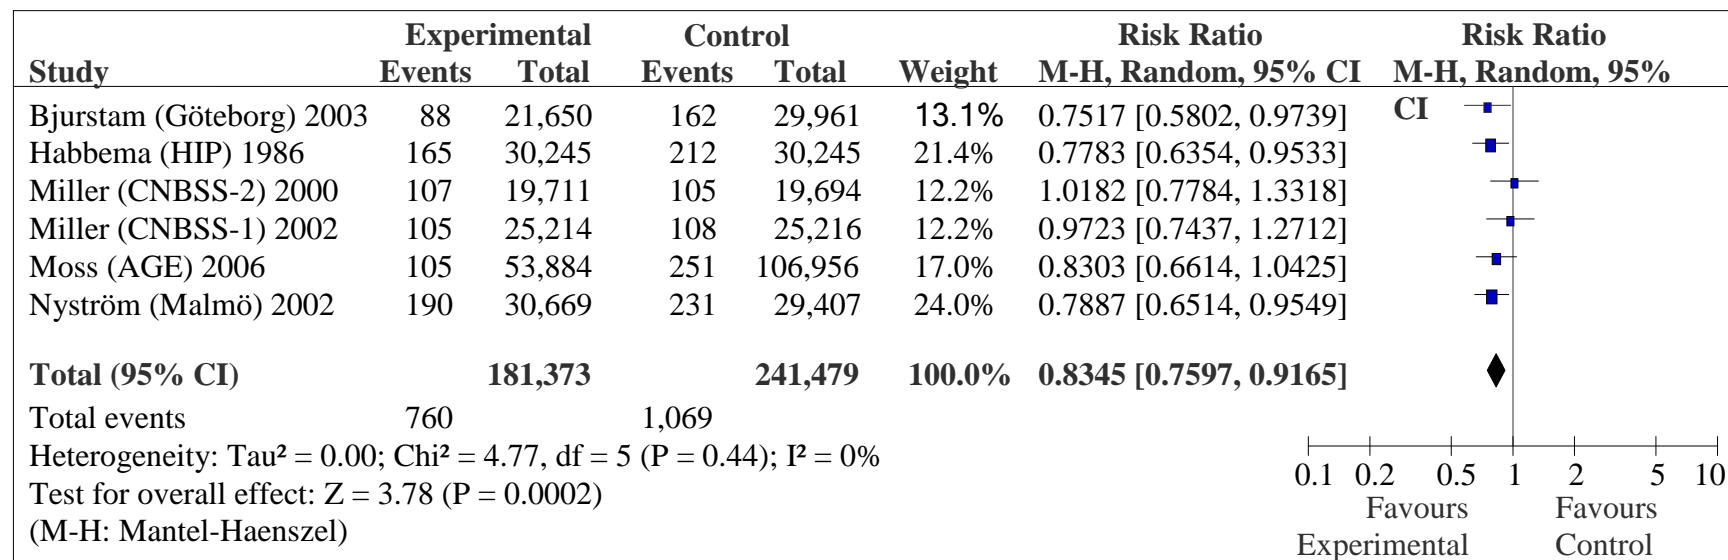 Experimental Control Risk Ratio Risk Ratio
Study Events Total Events Total Weight M-H, Random, 95% CI M-H, Random, 95% CI
Bjurstam (Göteborg) 2003 88 21,650 162 29,961 13.1% 0.7517 [0.5802, 0.9739]
Habbema (HIP) 1986 165 30,245 212 30,245 21.4% 0.7783 [0.6354, 0.9533]
Miller (CNBSS-2) 2000 107 19,711 105 19,694 12.2% 1.0182 [0.7784, 1.3318]
Miller (CNBSS-1) 2002 105 25,214 108 25,216 12.2% 0.9723 [0.7437, 1.2712]
Moss (AGE) 2006 105 53,884 251 106,956 17.0% 0.8303 [0.6614, 1.0425]
Nyström (Malmö) 2002 190 30,669 231 29,407 24.0% 0.7887 [0.6514, 0.9549]
Total (95% CI) 181,373 241,479 100.0% 0.8345 [0.7597, 0.9165]
Total events 760 1,069
Heterogeneity: Tau² = 0.00; Chi² = 4.77, df = 5 (P = 0.44); I² = 0%
Test for overall effect: Z = 3.78 (P = 0.0002)
(M-H: Mantel-Haenszel)
0.1 0.2 0.5 1 2 5 10
Favours Favours
Experimental Control